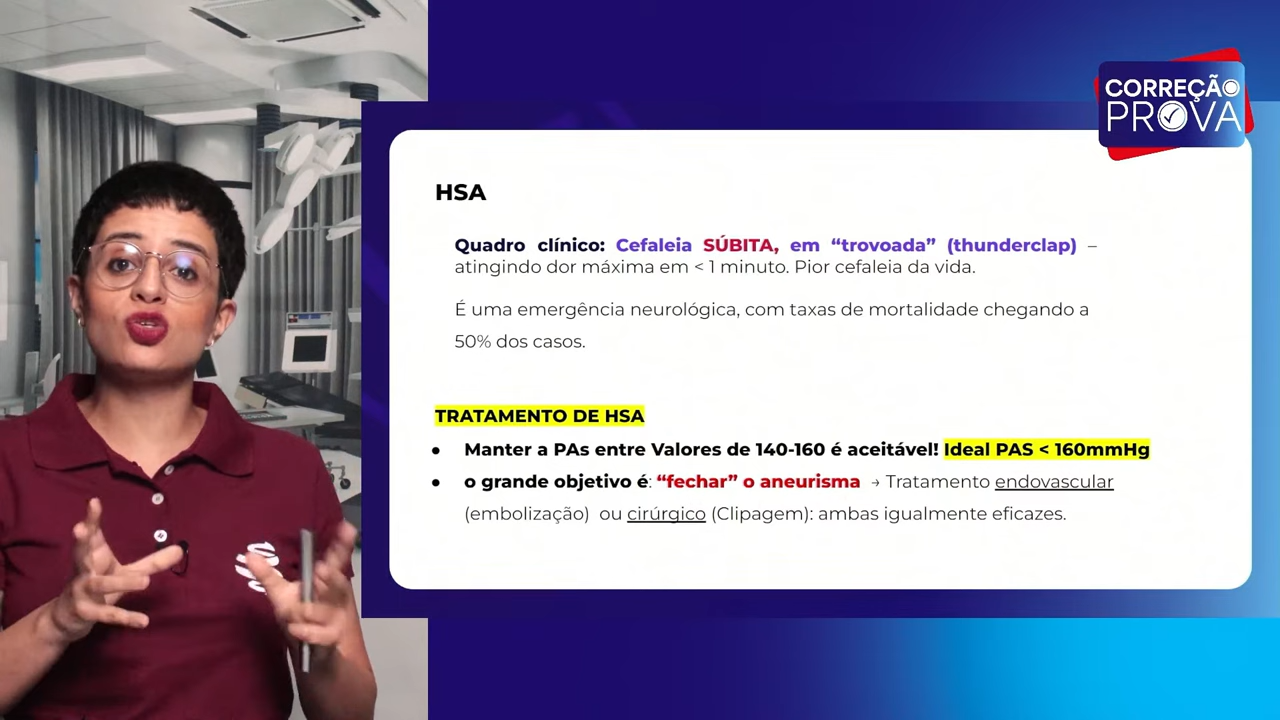 CORREÇÃO
PROVA
HSA
Quadro clínico: Cefaleia SÚBITA, em “trovoada” (thunderclap) –
atingindo dor máxima em < 1 minuto. Pior cefaleia da vida.
É uma emergência neurológica, com taxas de mortalidade chegando a
50% dos casos.
TRATAMENTO DE HSA
● Manter a PAs entre Valores de 140-160 é aceitável! Ideal PAS < 160mmHg
● o grande objetivo é: “fechar” o aneurisma → Tratamento endovascular
(embolização) ou cirúrgico (Clipagem): ambas igualmente eficazes.